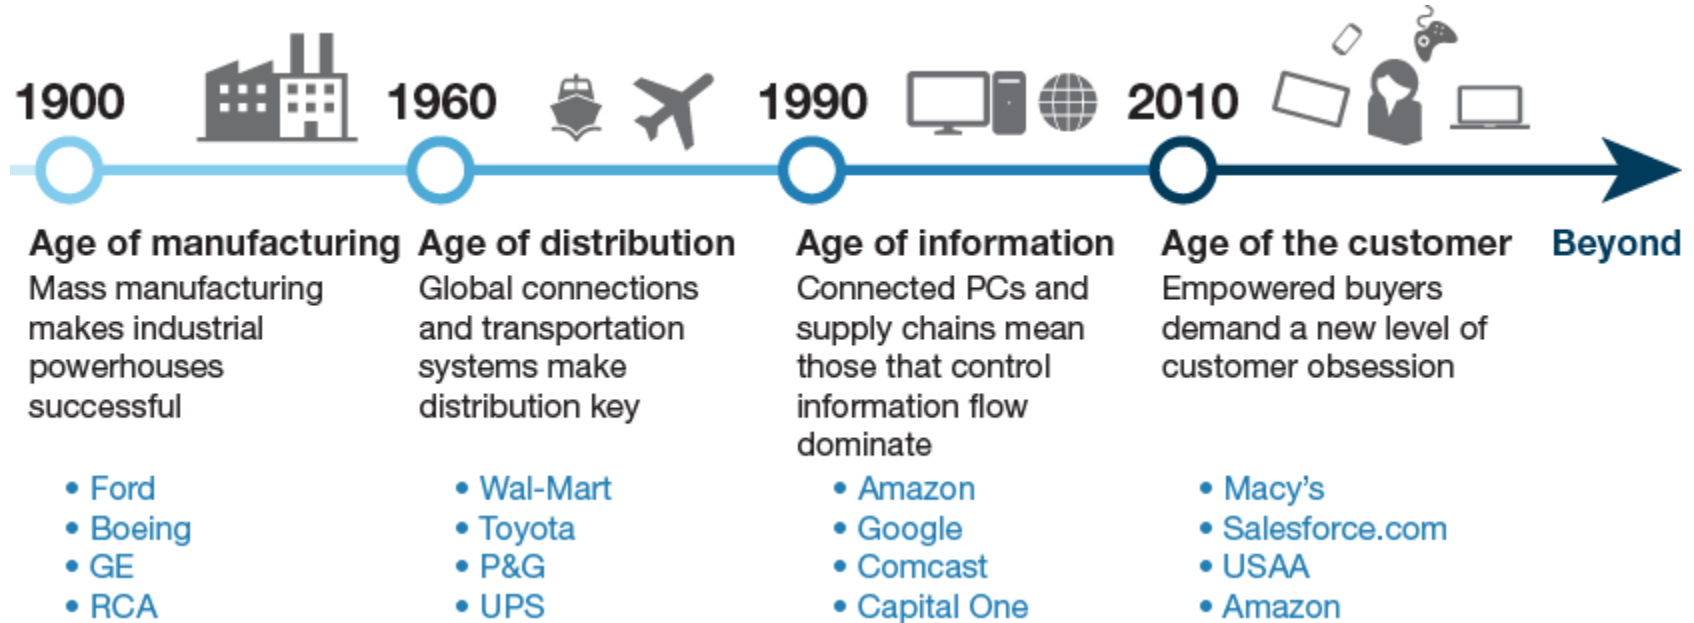 1900
1960
1990
2010
Age of manufacturing
Mass manufacturing
makes industrial
powerhouses
successful
• Ford
• Boeing
• GE
• RCA
Age of distribution
Global connections
and transportation
systems make
distribution key
• Wal-Mart
• Toyota
• P&G
• UPS
Age of information
Connected PCs and
supply chains mean
those that control
information flow
dominate
• Amazon
• Google
• Comcast
• Capital One
Age of the customer
Empowered buyers
demand a new level of
customer obsession
• Macy’s
• Salesforce.com
• USAA
• Amazon
Beyond